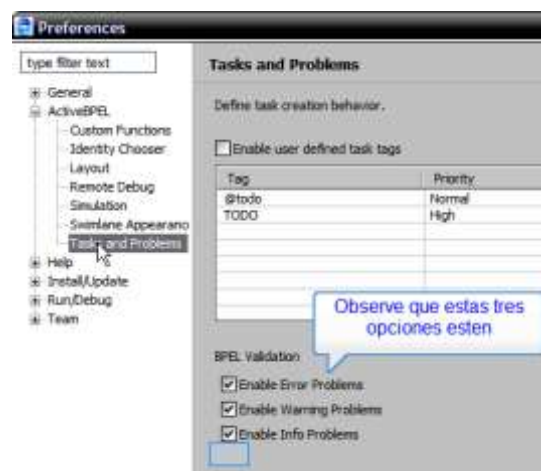 Preferences
type filter text
General
ActiveBPEL
Custom Functions
Identity Chooser
Layout
Remote Debug
Simulation
Swimlane Appearanc
Tasks and Problems
Help
Install/Update
Run/Debug
Team
Tasks and Problems
Define task creation behavior.
Enable user defined task tags
Tag Priority
@todo Normal
TODO High
Observe que estas tres
opciones esten
BPEL Validation
Enable Error Problems
Enable Warning Problems
Enable Info Problems